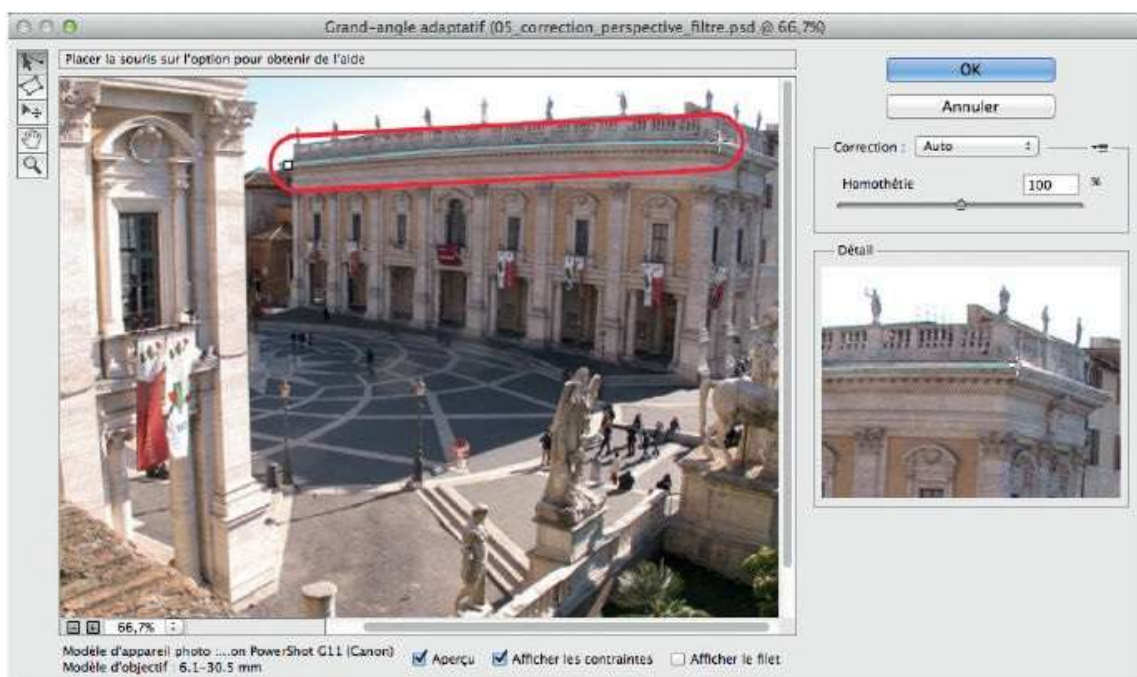 Grand-angle adaptatif (05_correction_perspective_filtre.psd @ 66,7%)
Placer la souris sur l'option pour obtenir de l'aide
OK
Annuler
Correction : Auto
Homothétie 100 %
Détail
66,7%
Modèle d'appareil photo :...on PowerShot G11 (Canon)
Modèle d'objectif : 6.1-30.5 mm
Aperçu
Afficher les contraintes
Afficher le filet